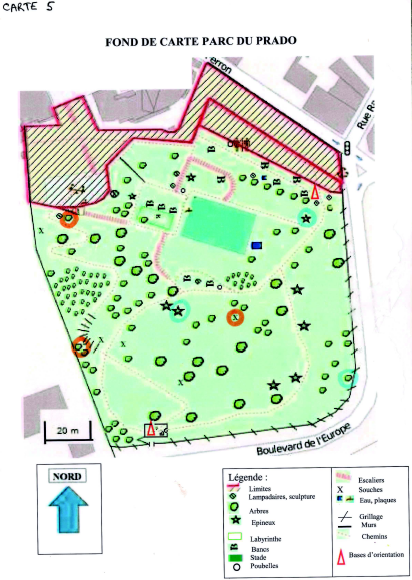 CARTE 5
FOND DE CARTE PARC DU PRADO
erron
Rue Ro
20 m
Boulevard de l'Europe
NORD
Légende :
Limites
Lampadaires, sculpture
Arbres
Epineux
Labyrinthe
Bancs
Stade
Poubelles
Escaliers
X Souches
Eau, plaques
Grillage
Murs
Chemins
Bases d'orientation